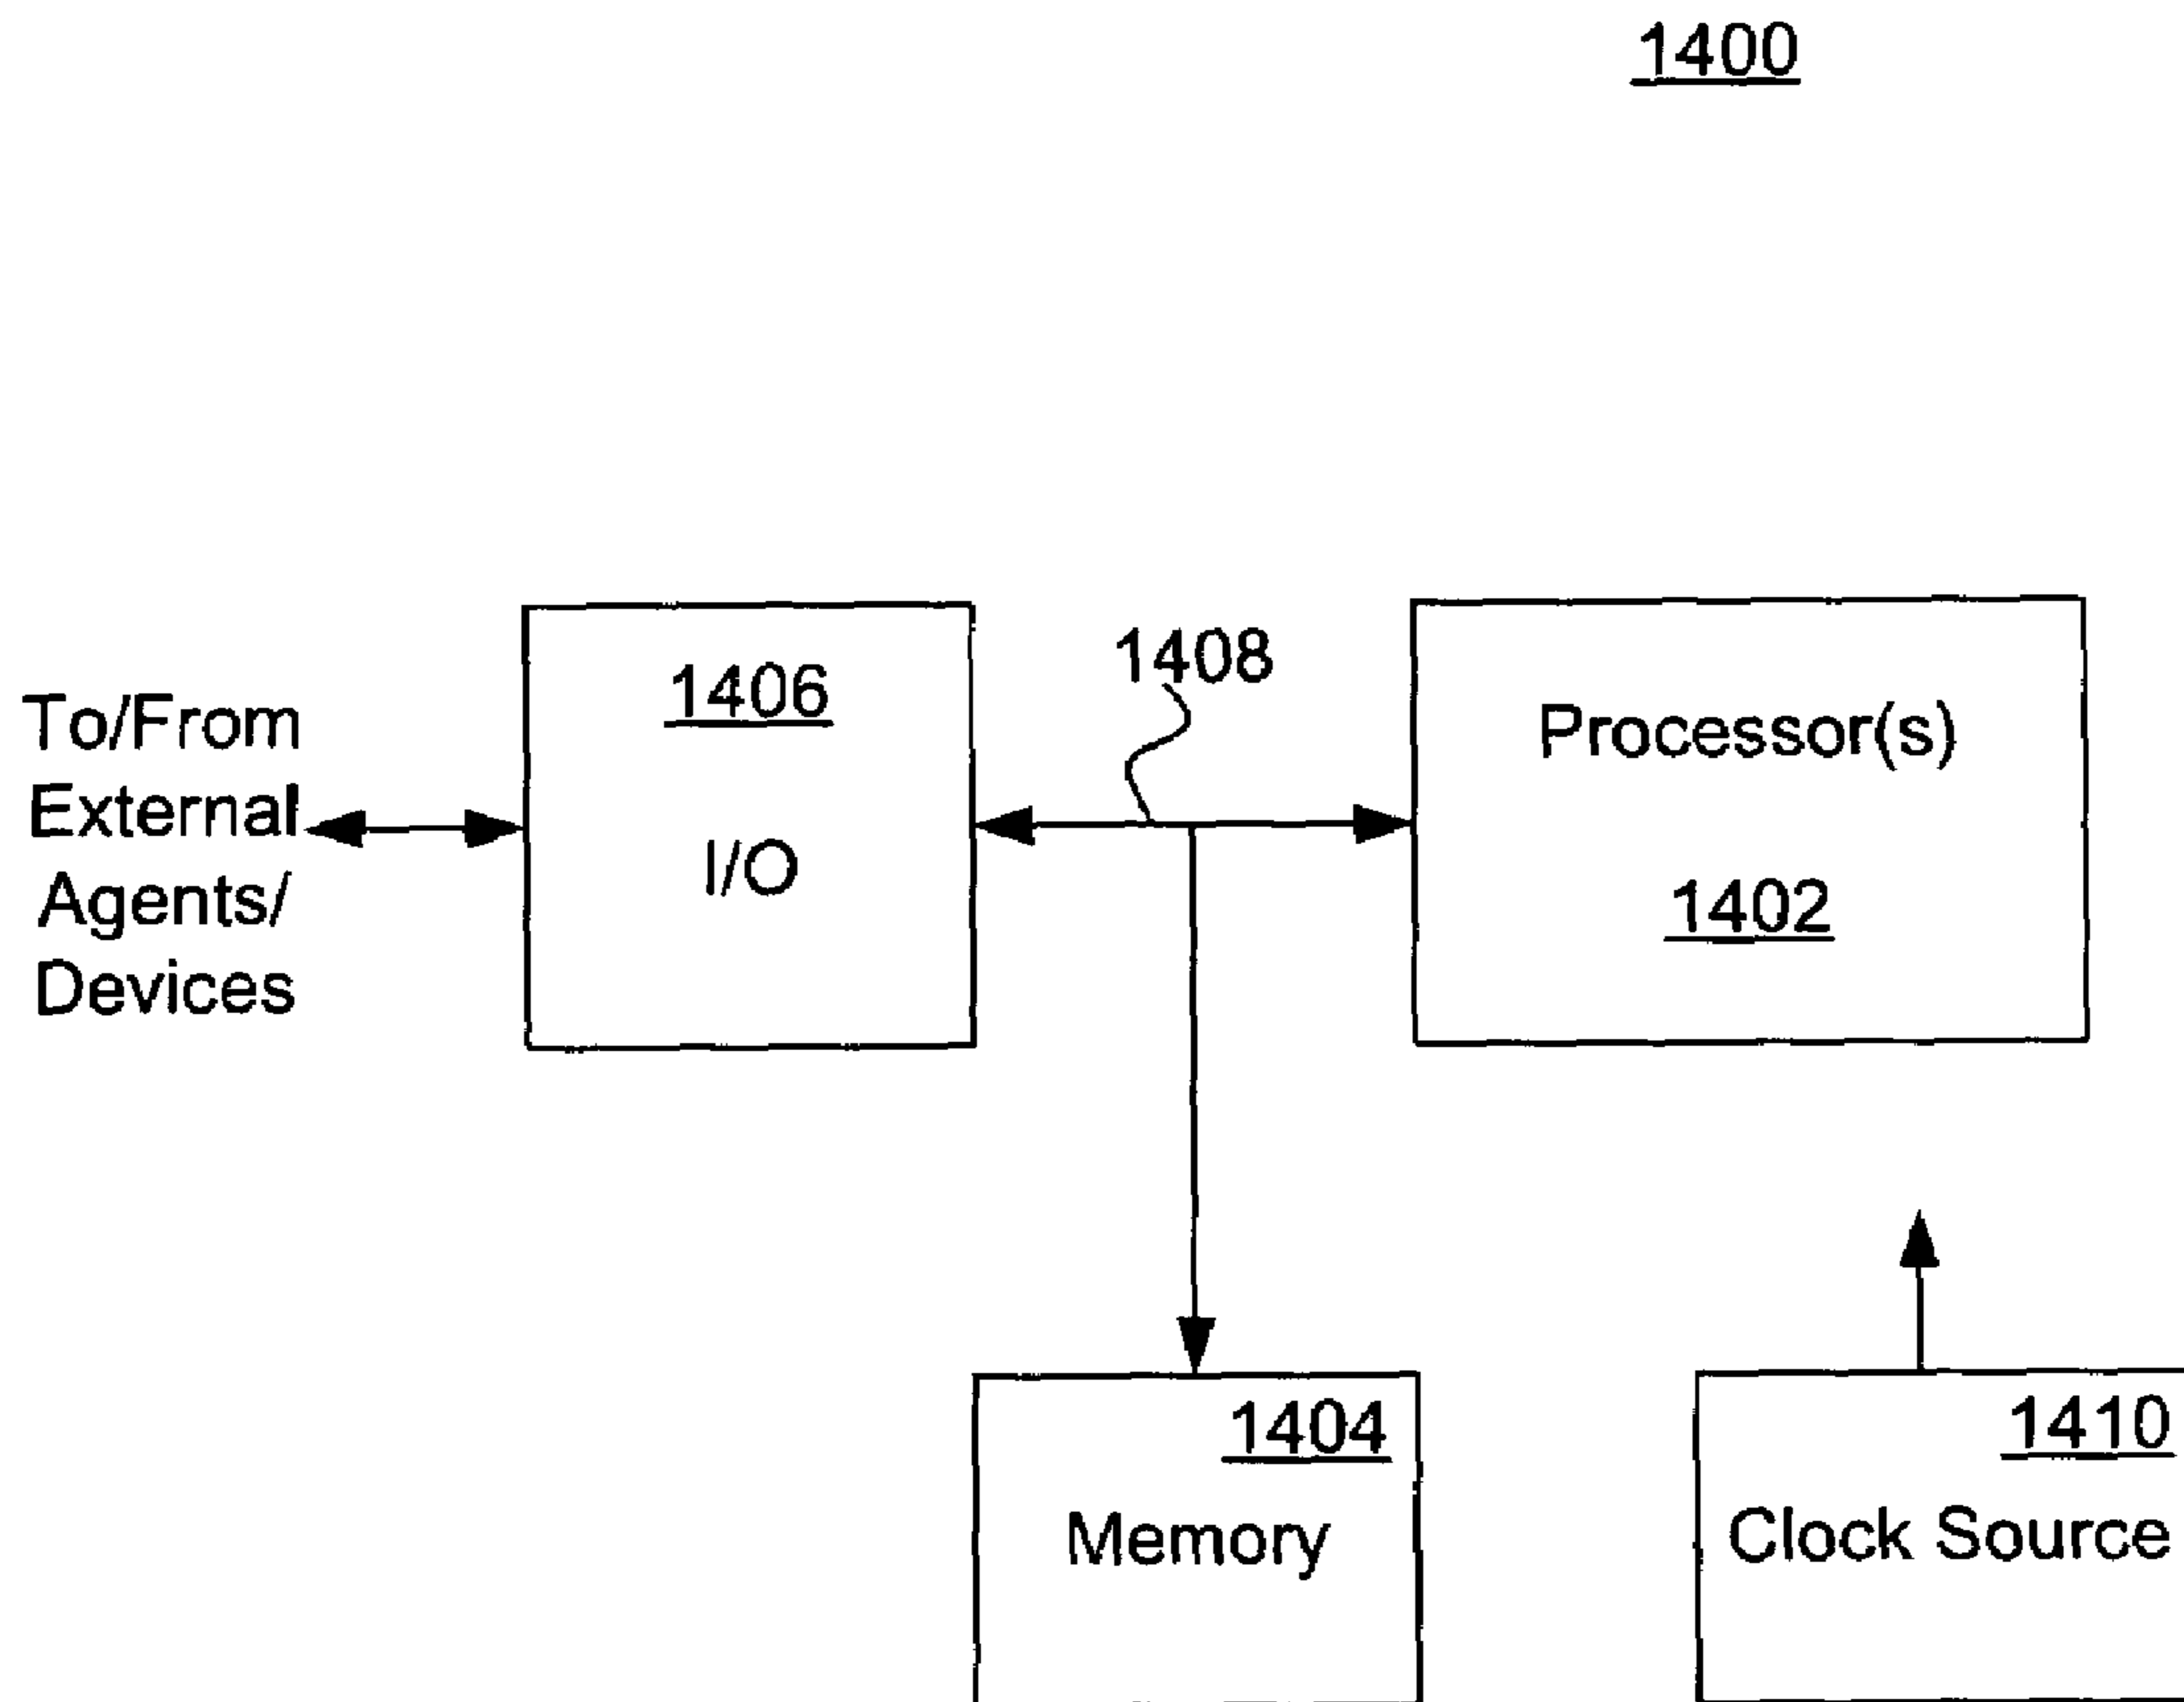 1400
1406
I/O
1408
Processor(s)
1402
To/From
External
Agents/
Devices
1404
Memory
1410
Clock Source